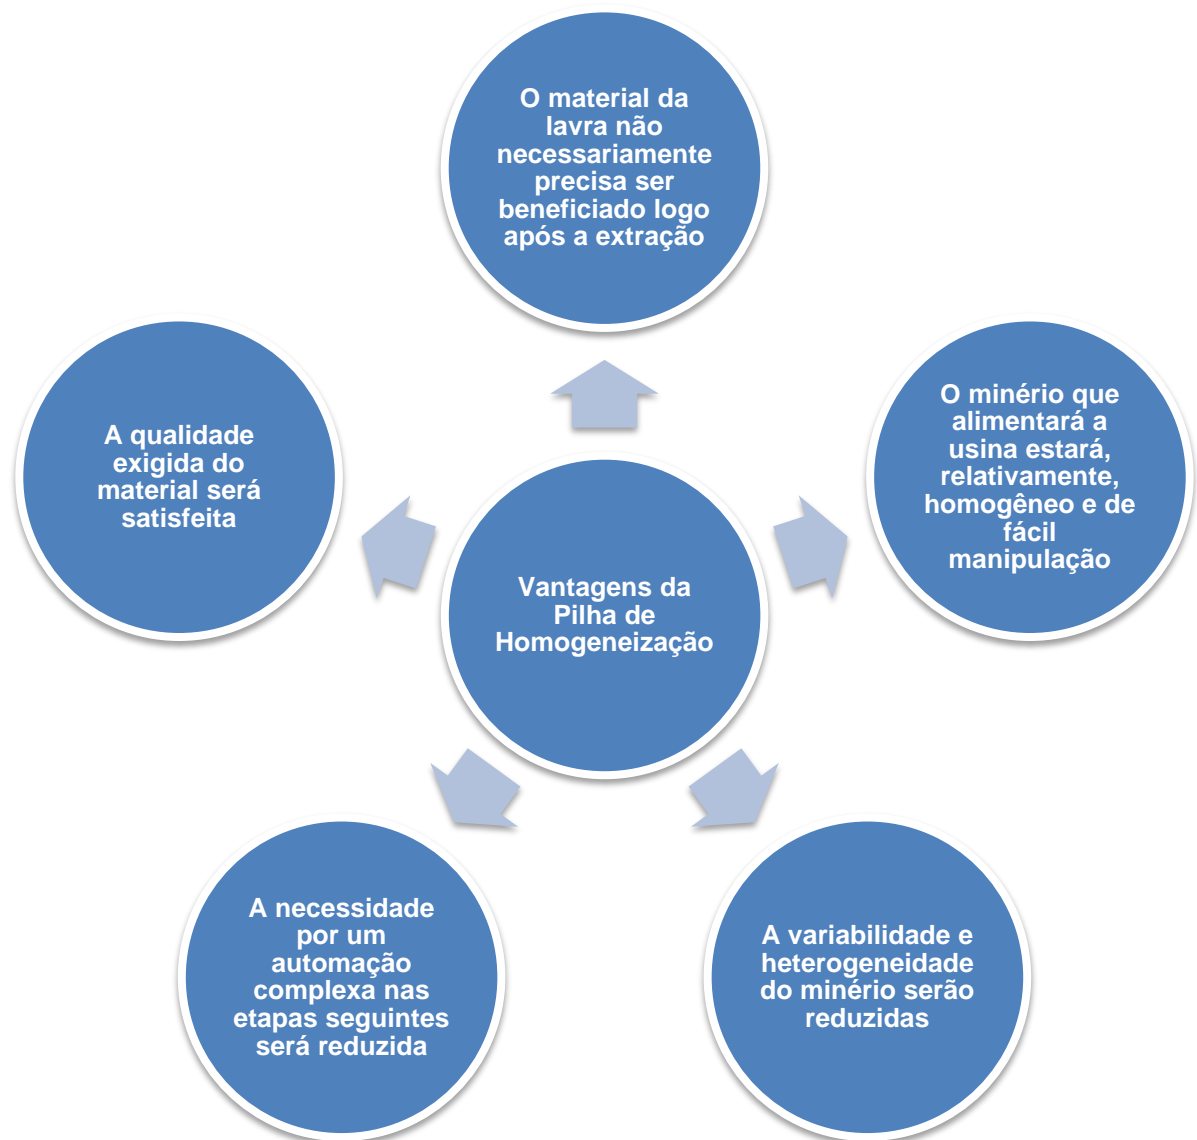 O material da
lavra não
necessariamente
precisa ser
beneficiado logo
após a extração
A qualidade
exigida do
material será
satisfeita
O minério que
alimentará a
usina estará,
relativamente,
homogêneo e de
fácil
manipulação
Vantagens da
Pilha de
Homogeneização
A necessidade
por um
automação
complexa nas
etapas seguintes
será reduzida
A variabilidade e
heterogeneidade
do minério serão
reduzidas